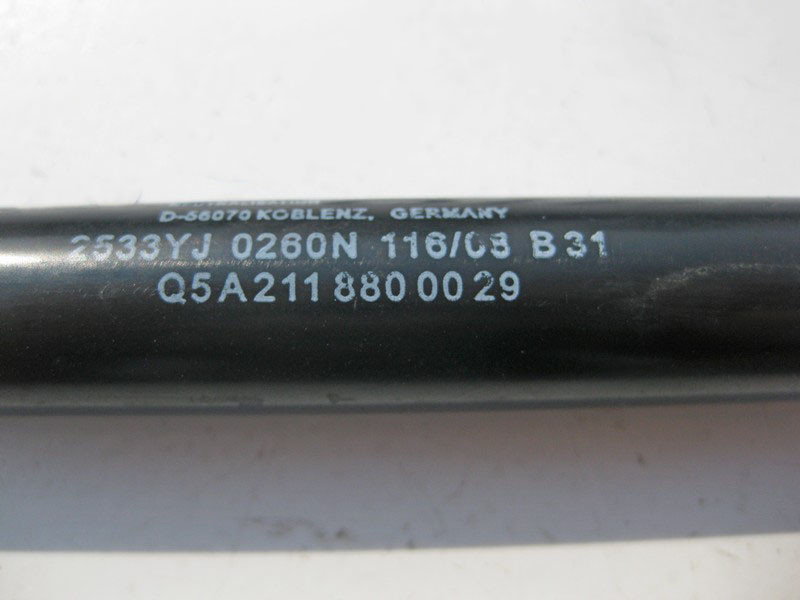 D-56070 KOBLENZ, GERMANY
2533YJ 0260N 116/08 B31
Q5A211 880 00 29